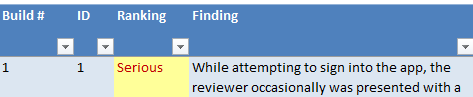 Build # ID Ranking Finding
1 1 Serious While attempting to sign into the app, the
reviewer occasionally was presented with a